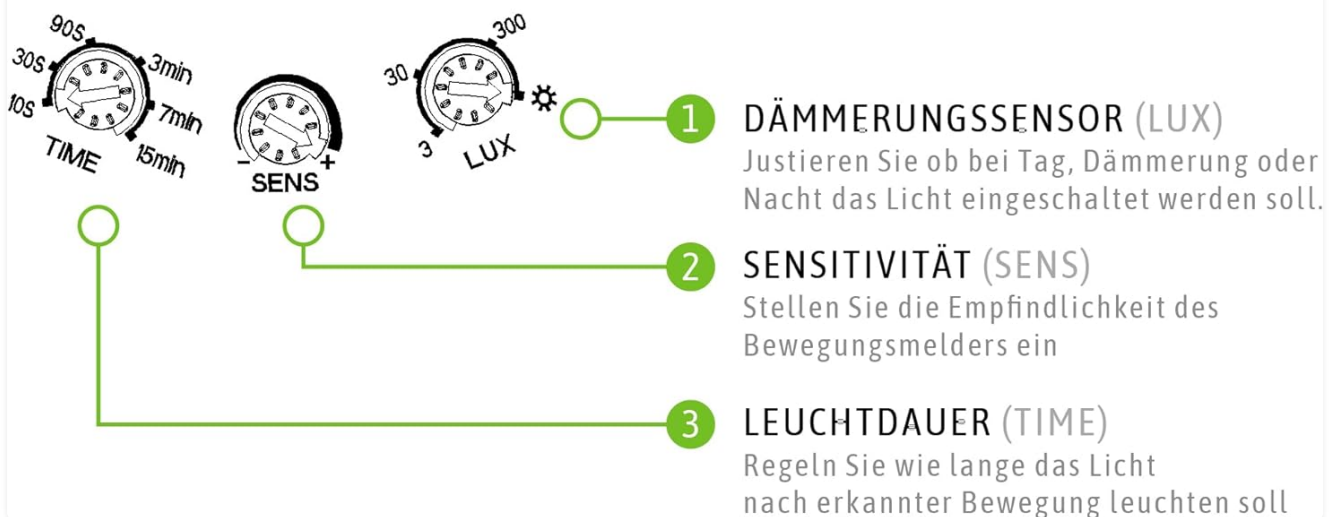 90S
30S
10S
3min
7min
15min
TIME
- +
SENS
300
30
3
LUX
1 DÄMMERUNGSSENSOR (LUX)
Justieren Sie ob bei Tag, Dämmerung oder
Nacht das Licht eingeschaltet werden soll.
2 SENSITIVITÄT (SENS)
Stellen Sie die Empfindlichkeit des
Bewegungsmelders ein
3 LEUCHTDAUER (TIME)
Regeln Sie wie lange das Licht
nach erkannter Bewegung leuchten soll